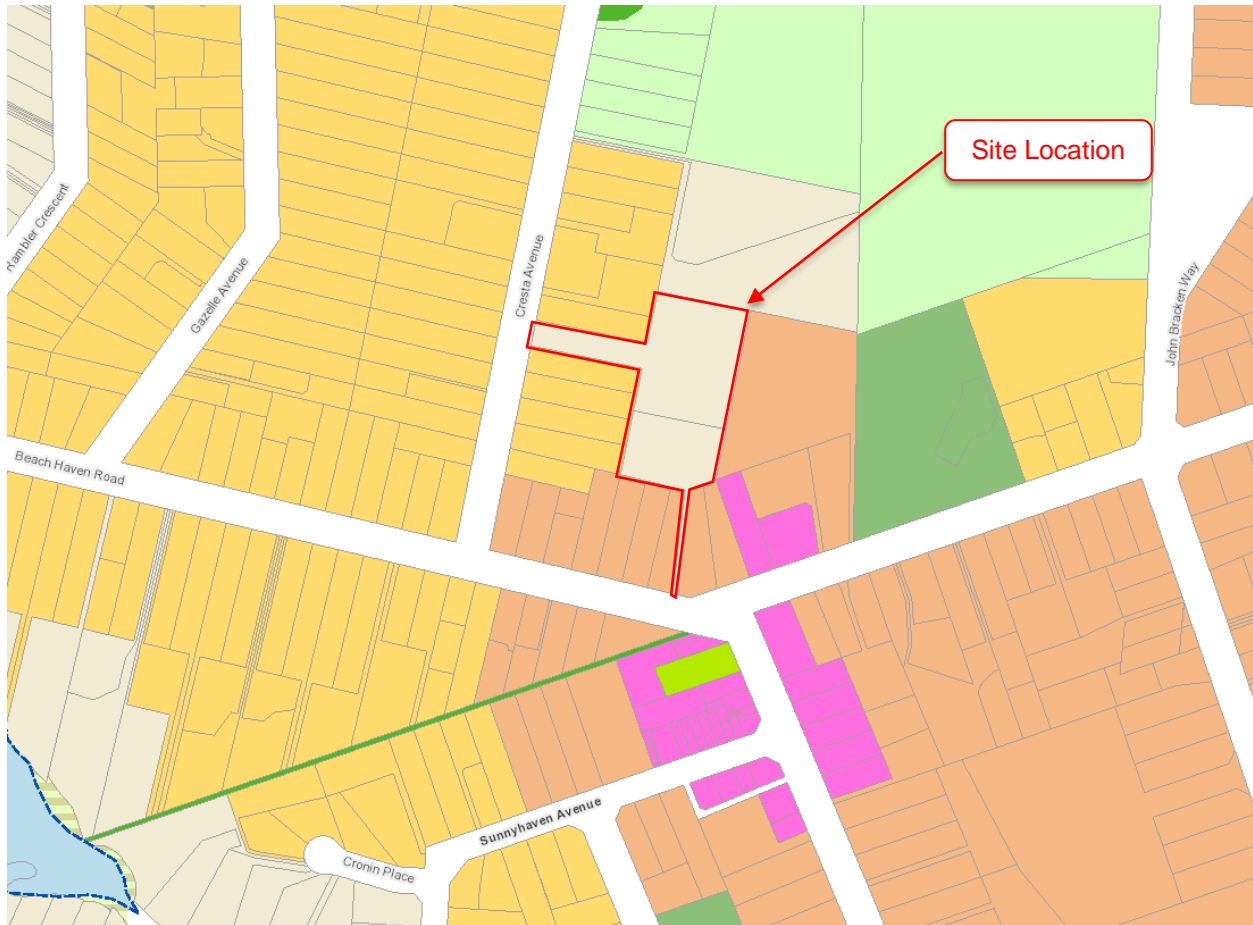 Site Location
Rambler Crescent
Gazelle Avenue
Cresta Avenue
John Bracken Way
Beach Haven Road
Sunnyhaven Avenue
Cronin Place